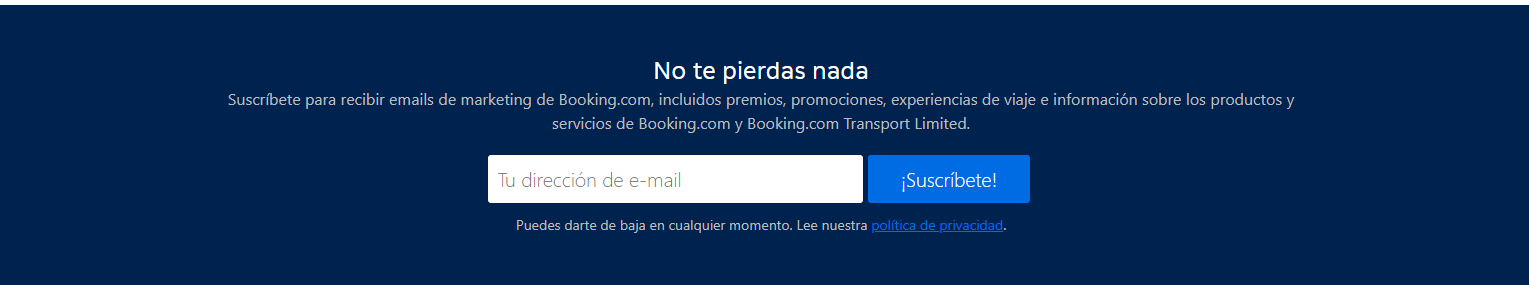 No te pierdas nada
Suscríbete para recibir emails de marketing de Booking.com, incluidos premios, promociones, experiencias de viaje e información sobre los productos y
servicios de Booking.com y Booking.com Transport Limited.
Tu dirección de e-mail
¡Suscríbete!
Puedes darte de baja en cualquier momento. Lee nuestra política de privacidad.